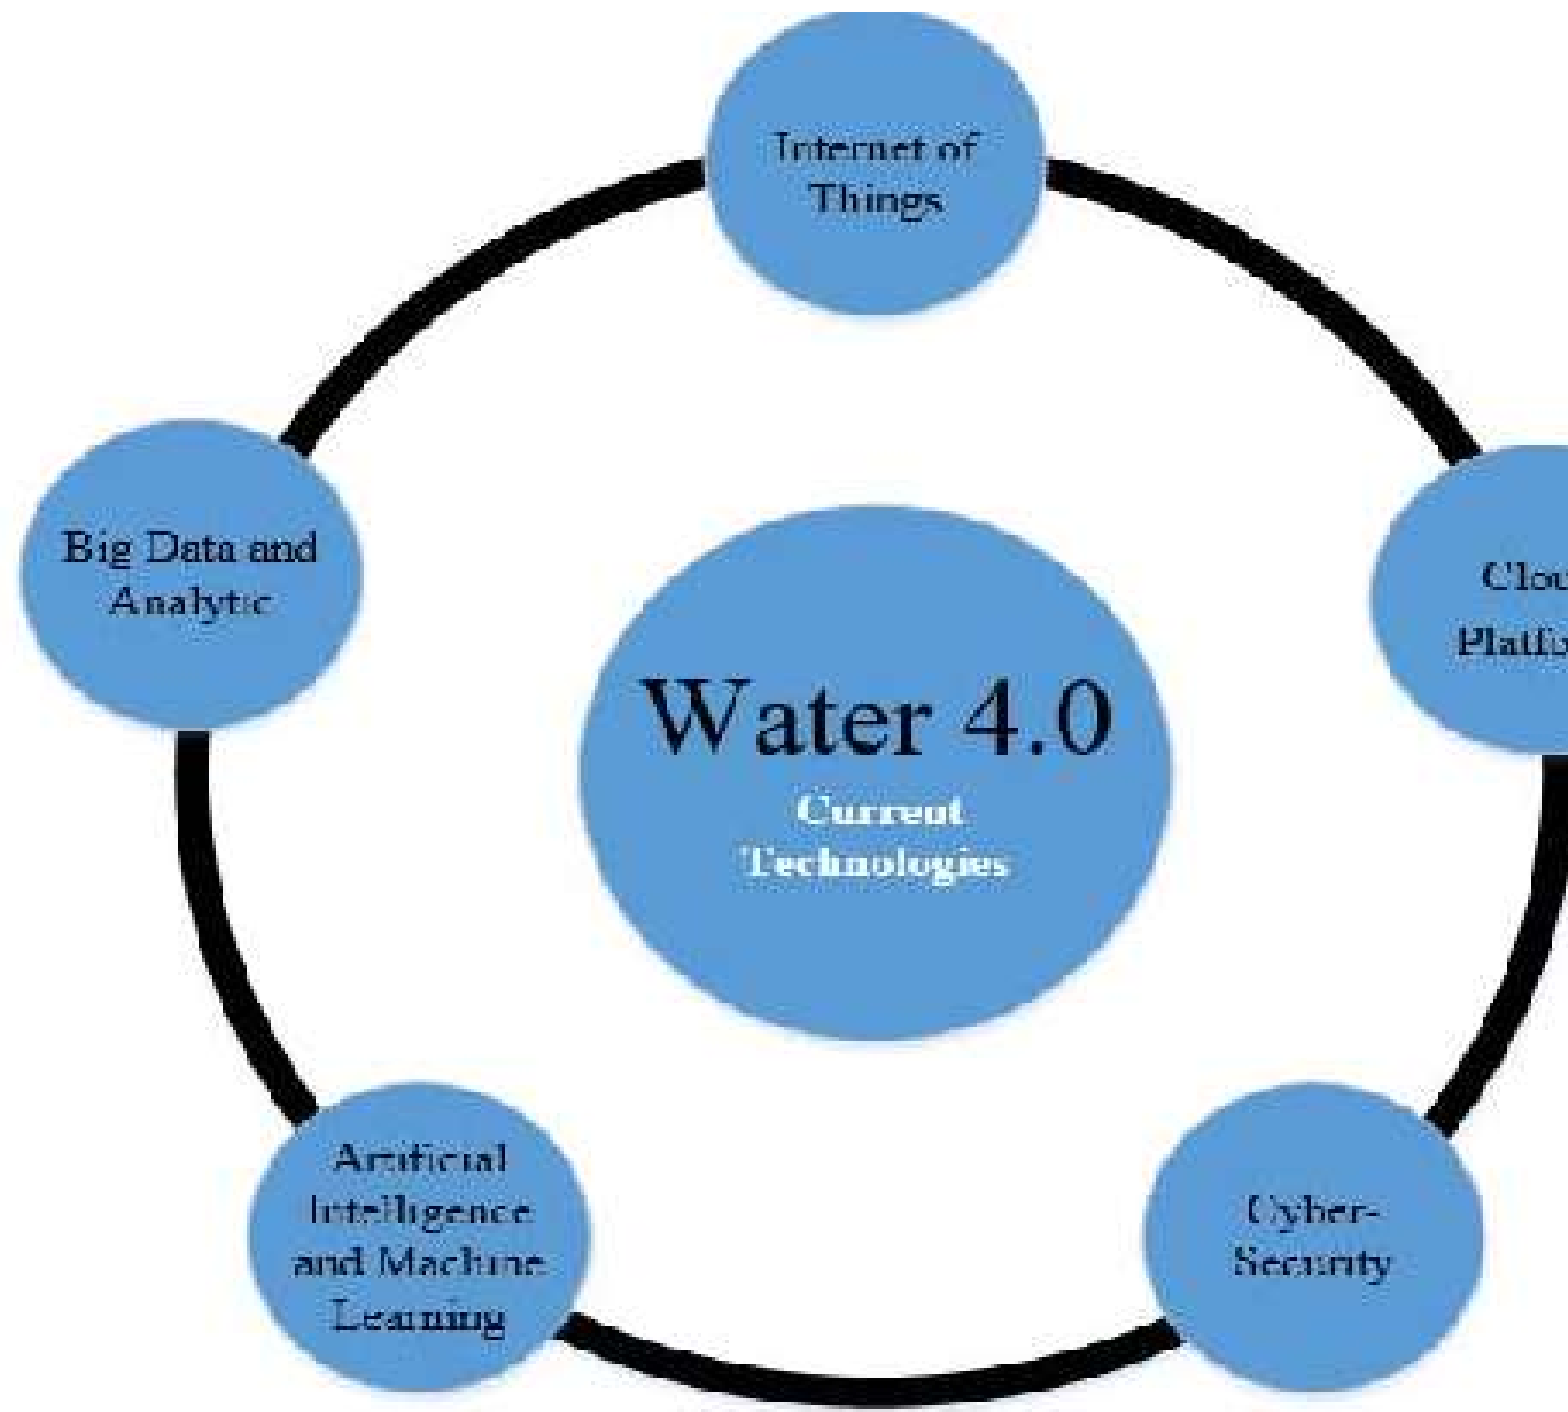 Internet of
Things
Big Data and
Analytic
Water 4.0
Current
Technologies
Artificial
Intelligence
and Machine
Learning
Cyber-
Security